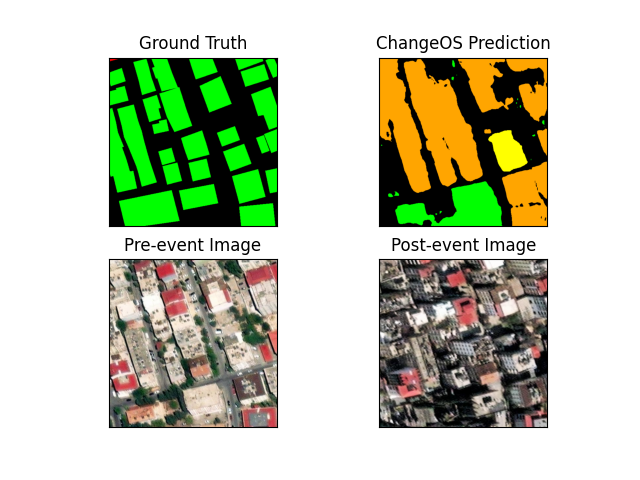 Ground Truth
ChangeOS Prediction
Pre-event Image
Post-event Image